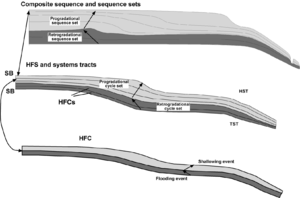 Composite sequence and sequence sets
Progradational
sequence set
Retrogradational
sequence set
HFS and systems tracts
SB
SB
Progradational
cycle set
HFCs
Retrogradational
cycle set
HST
TST
HFC
Shallowing event
Flooding event